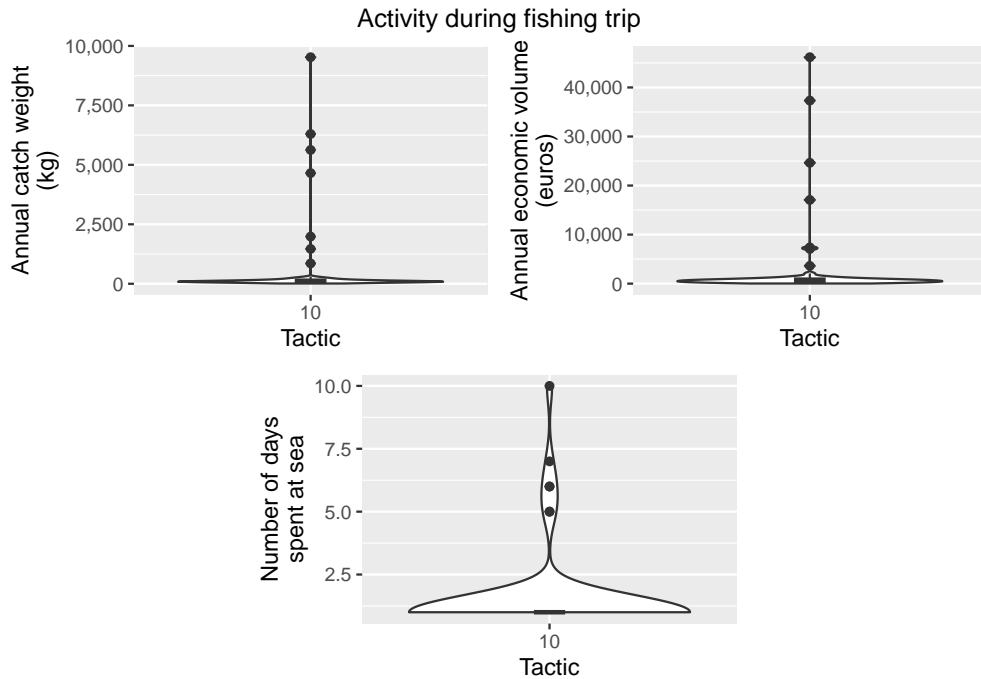 Activity during fishing trip
Annual catch weight
(kg)
10,000
7,500
5,000
2,500
0
10
Tactic
Annual economic volume
(euros)
40,000
30,000
20,000
10,000
0
10
Tactic
Number of days
spent at sea
10.0
7.5
5.0
2.5
10
Tactic